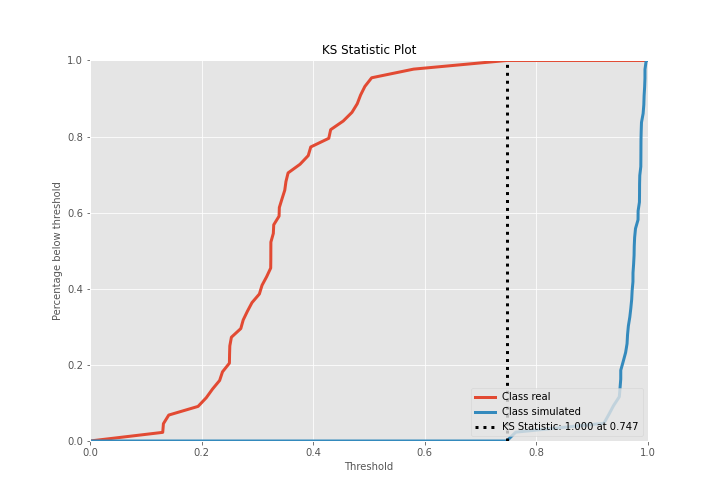 KS Statistic Plot
1.0
0.8
0.6
0.4
0.2
0.0
Percentage below threshold
0.0 0.2 0.4 0.6 0.8 1.0
Threshold
Class real
Class simulated
KS Statistic: 1.000 at 0.747